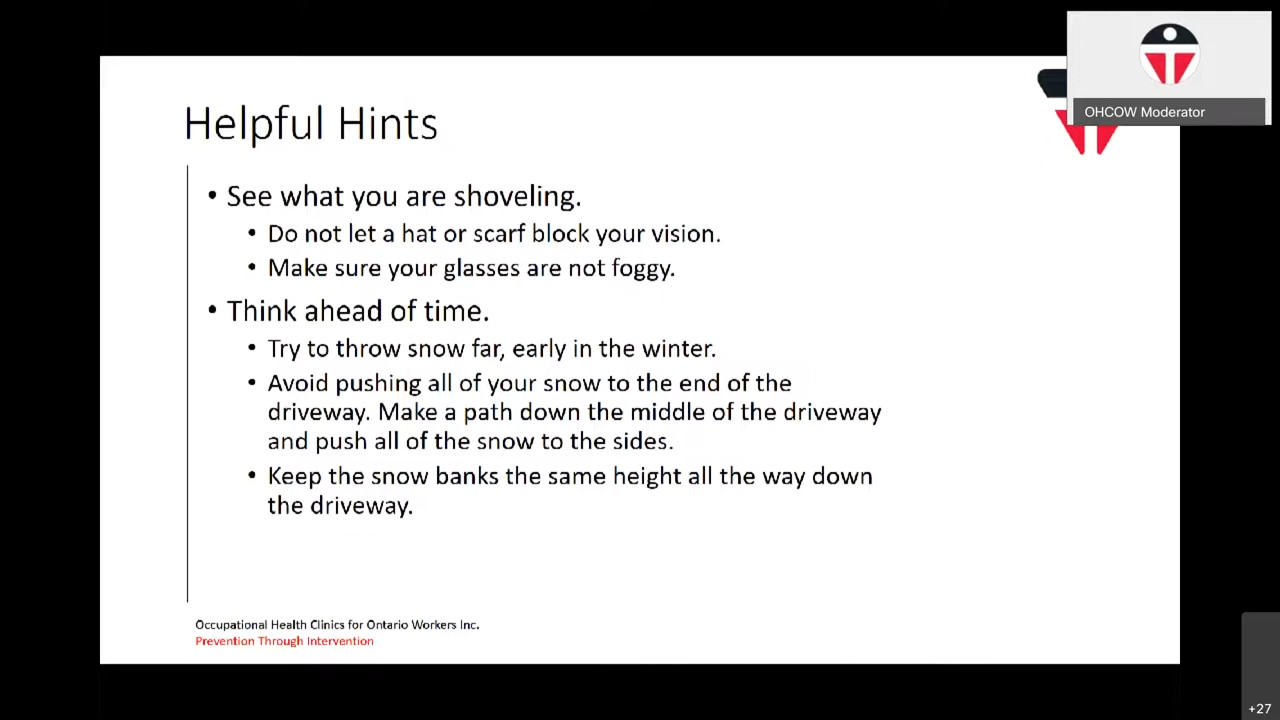 OHCOW Moderator
Helpful Hints
• See what you are shoveling.
• Do not let a hat or scarf block your vision.
• Make sure your glasses are not foggy.
• Think ahead of time.
• Try to throw snow far, early in the winter.
• Avoid pushing all of your snow to the end of the
driveway. Make a path down the middle of the driveway
and push all of the snow to the sides.
• Keep the snow banks the same height all the way down
the driveway.
Occupational Health Clinics for Ontario Workers Inc.
Prevention Through Intervention
+27